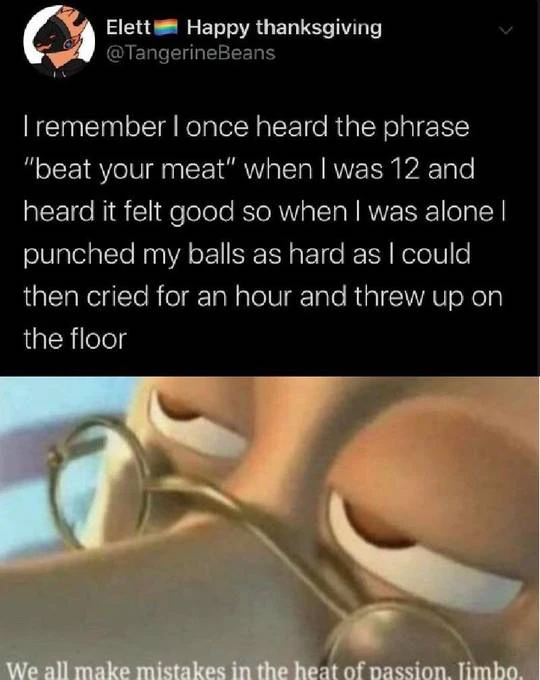 Elett🏳️‍🌈 Happy thanksgiving
@TangerineBeans
I remember I once heard the phrase
"beat your meat" when I was 12 and
heard it felt good so when I was alone I
punched my balls as hard as I could
then cried for an hour and threw up on
the floor
We all make mistakes in the heat of passion, Jimbo.